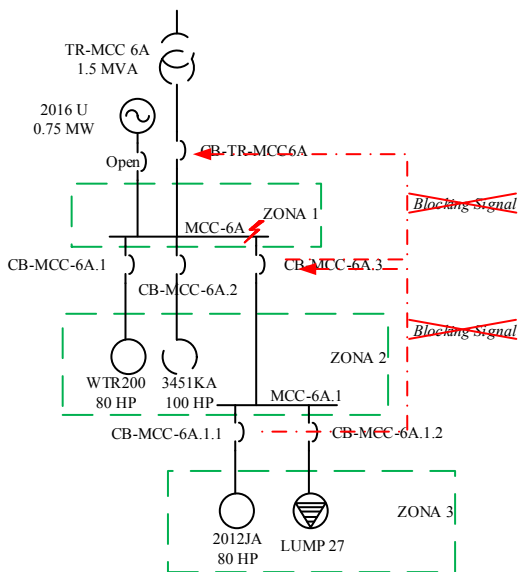 TR-MCC 6A
1.5 MVA
2016 U
0.75 MW
CB-TR-MCC6A
Open
Blocking Signal
ZONA 1
MCC-6A
CB-MCC-6A.1
CB-MCC-6A.3
CB-MCC-6A.2
Blocking Signal
ZONA 2
WTR200
80 HP
3451KA
100 HP
MCC-6A.1
CB-MCC-6A.1.1
CB-MCC-6A.1.2
ZONA 3
2012JA
80 HP
LUMP 27